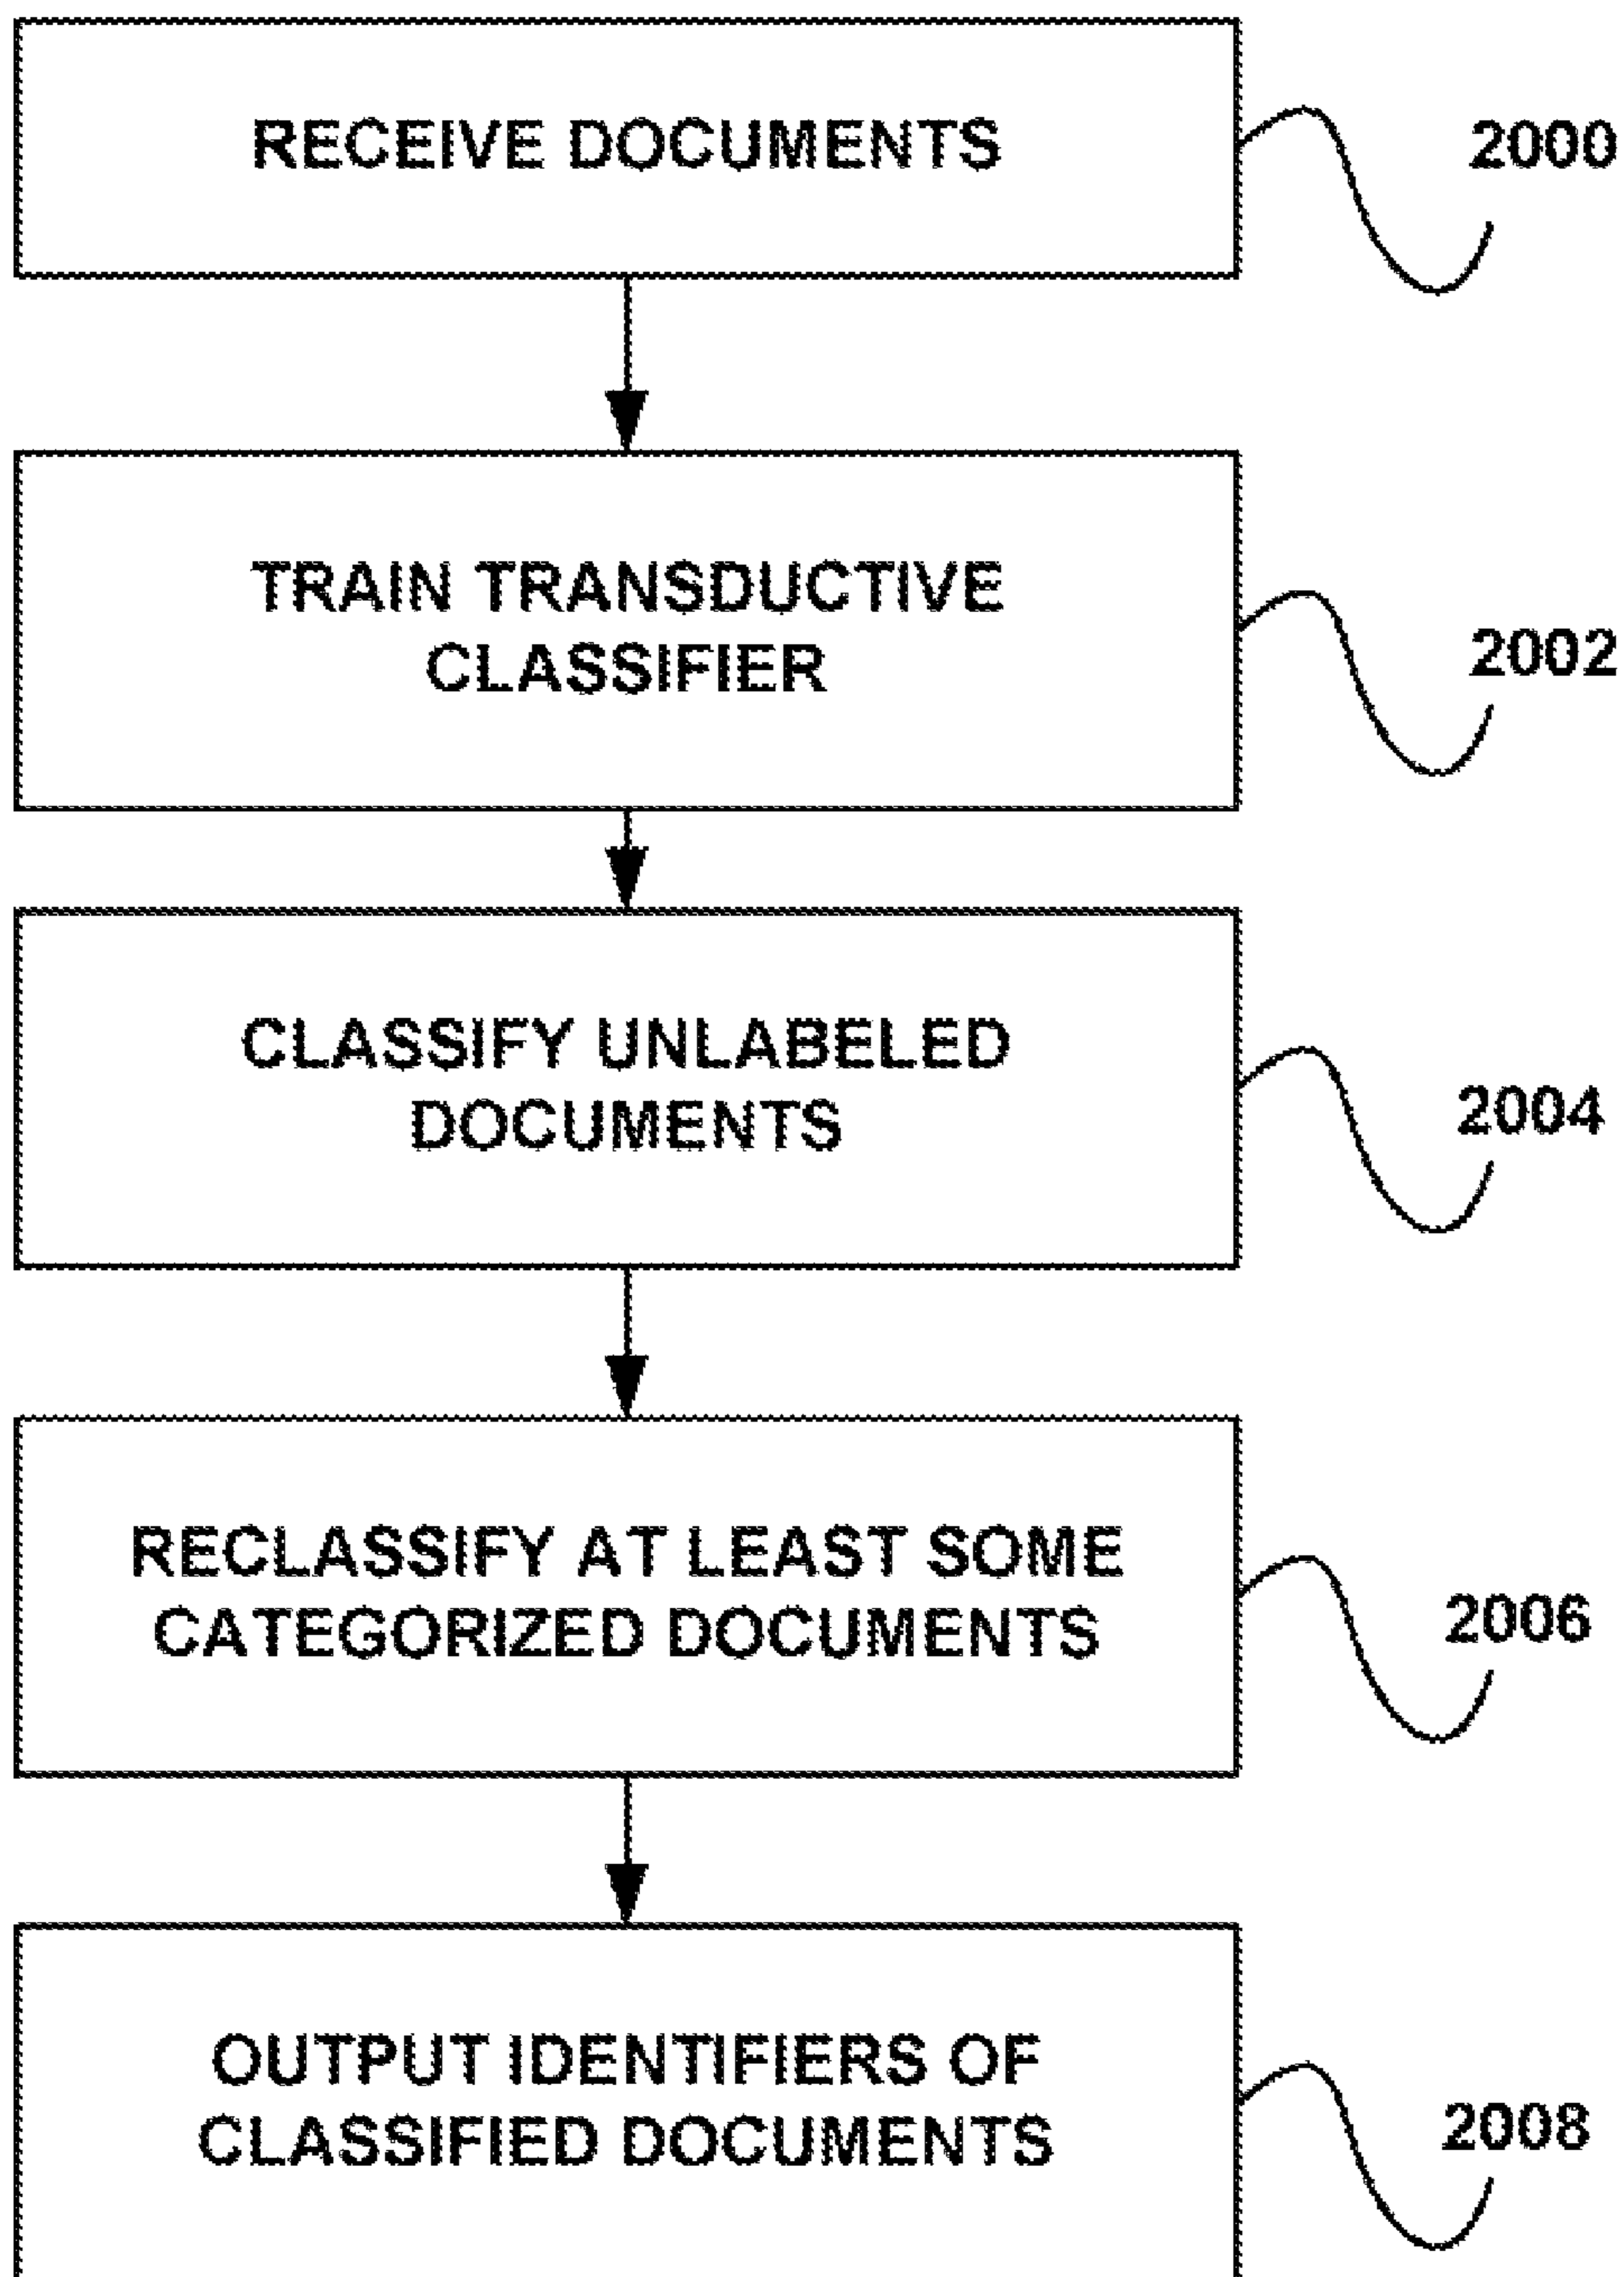 RECEIVE DOCUMENTS
2000
TRAIN TRANSDUCTIVE
CLASSIFIER
2002
CLASSIFY UNLABELED
DOCUMENTS
2004
RECLASSIFY AT LEAST SOME
CATEGORIZED DOCUMENTS
2006
OUTPUT IDENTIFIERS OF
CLASSIFIED DOCUMENTS
2008